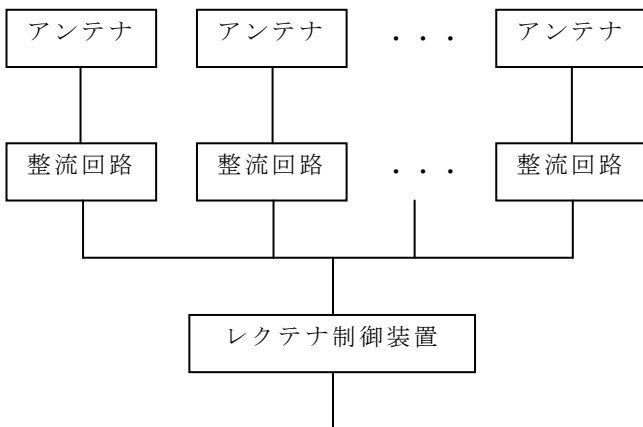 アンテナ アンテナ ・・・ アンテナ
整流回路 整流回路 ・・・ 整流回路
レクテナ制御装置